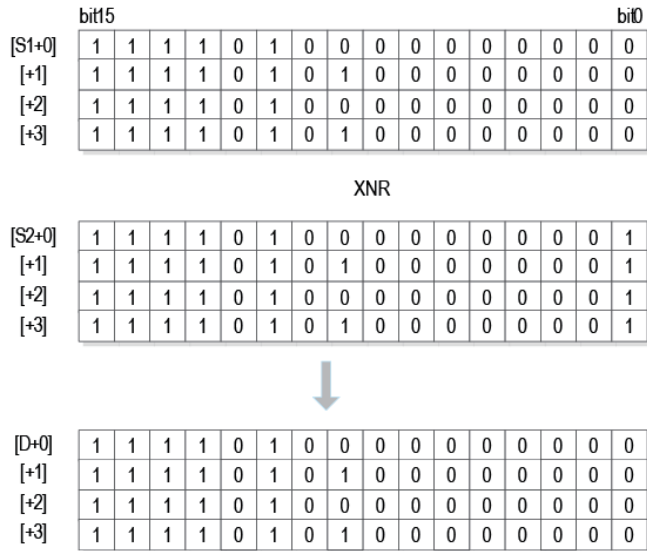 bit15 bit0
[S1+0] 1 1 1 1 0 1 0 0 0 0 0 0 0 0 0 0
[+1] 1 1 1 1 0 1 0 1 0 0 0 0 0 0 0 0
[+2] 1 1 1 1 0 1 0 0 0 0 0 0 0 0 0 0
[+3] 1 1 1 1 0 1 0 1 0 0 0 0 0 0 0 0
XNR
[S2+0] 1 1 1 1 0 1 0 0 0 0 0 0 0 0 0 1
[+1] 1 1 1 1 0 1 0 1 0 0 0 0 0 0 0 1
[+2] 1 1 1 1 0 1 0 0 0 0 0 0 0 0 0 1
[+3] 1 1 1 1 0 1 0 1 0 0 0 0 0 0 0 1
[D+0] 1 1 1 1 0 1 0 0 0 0 0 0 0 0 0 0
[+1] 1 1 1 1 0 1 0 1 0 0 0 0 0 0 0 0
[+2] 1 1 1 1 0 1 0 0 0 0 0 0 0 0 0 0
[+3] 1 1 1 1 0 1 0 1 0 0 0 0 0 0 0 0